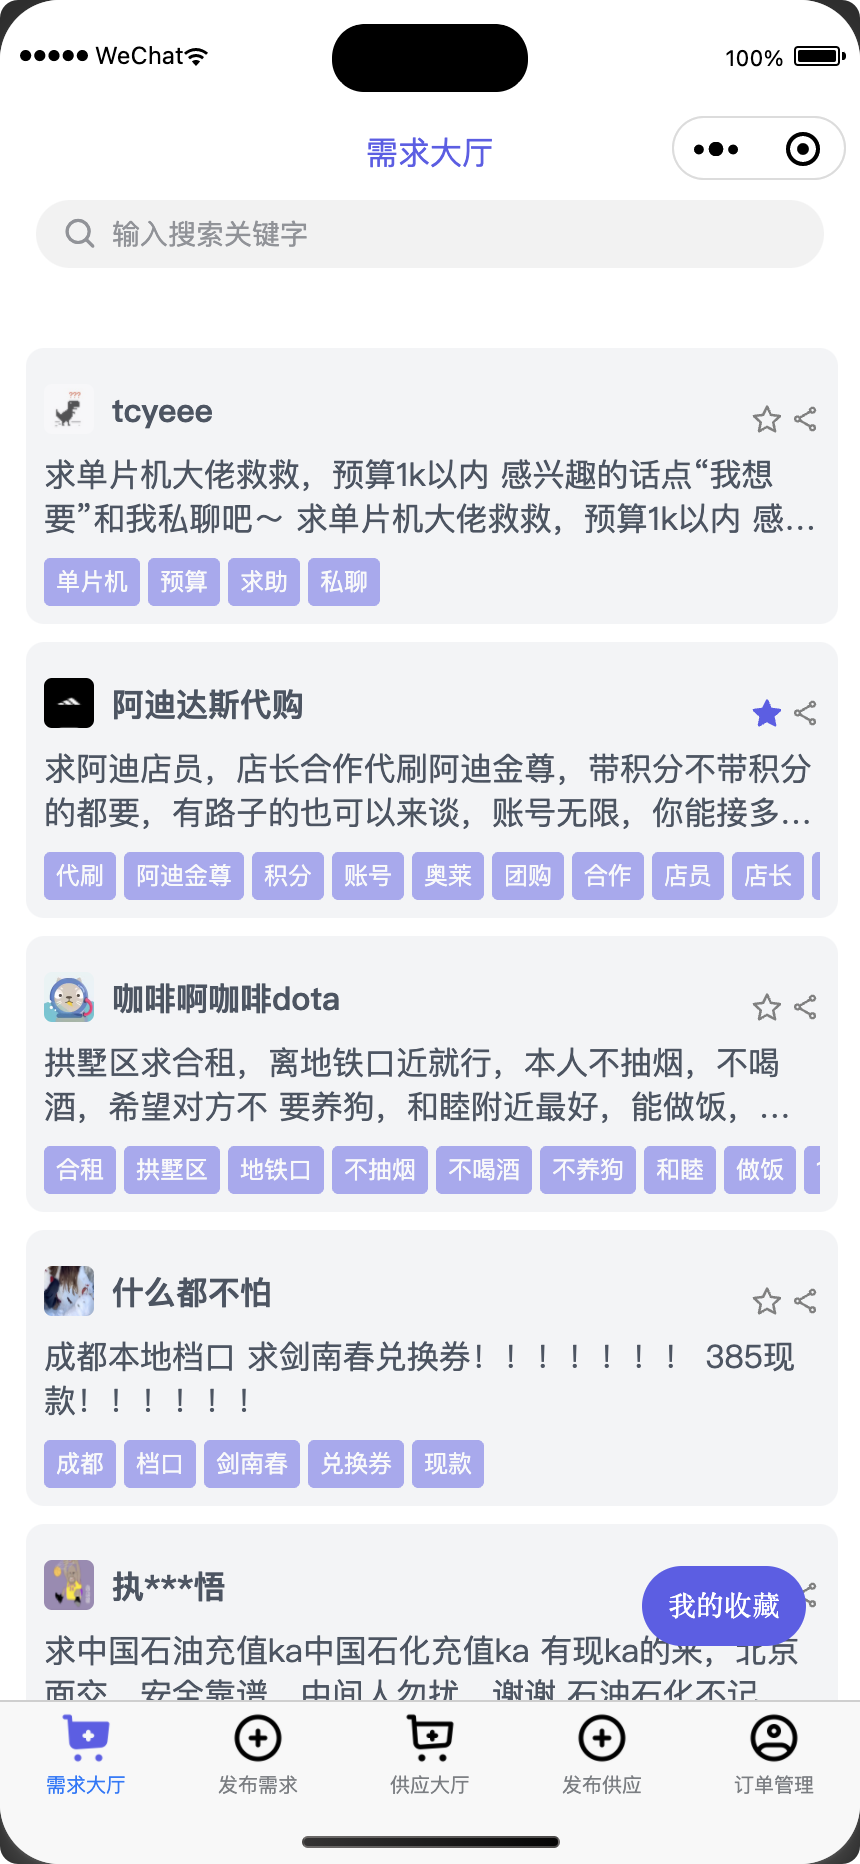 ●●●●● WeChat
100%
需求大厅
输入搜索关键字
???
tcyeee
求单片机大佬救救，预算1k以内 感兴趣的话点“我想
要”和我私聊吧～ 求单片机大佬救救，预算1k以内 感...
单片机 预算 求助 私聊
阿迪达斯代购
求阿迪店员，店长合作代刷阿迪金尊，带积分不带积分
的都要，有路子的也可以来谈，账号无限，你能接多...
代刷 阿迪金尊 积分 账号 奥莱 团购 合作 店员 店长
咖啡啊咖啡dota
拱墅区求合租，离地铁口近就行，本人不抽烟，不喝
酒，希望对方不 要养狗，和睦附近最好，能做饭，...
合租 拱墅区 地铁口 不抽烟 不喝酒 不养狗 和睦 做饭
什么都不怕
成都本地档口 求剑南春兑换券！！！！！！！ 385现
款！！！！！！
成都 档口 剑南春 兑换券 现款
执***悟
我的收藏
求中国石油充值ka中国石化充值ka 有现ka的来，北京
面交，安全靠谱，中间人勿扰，谢谢 石油石化不记
需求大厅 发布需求 供应大厅 发布供应 订单管理